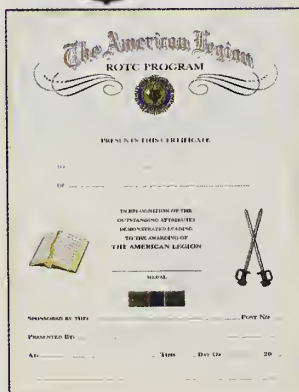 The American Legion
ROTC PROGRAM
PRESENTS THIS CERTIFICATE
TO
OF
IN RECOGNITION OF THE
OUTSTANDING ATTRIBUTES
DEMONSTRATED LEADING
TO THE AWARDING OF
THE AMERICAN LEGION
MEDAL
SPONSORED BY THE
POST NO
PRESENTED BY
AT THIS DAY OF 20